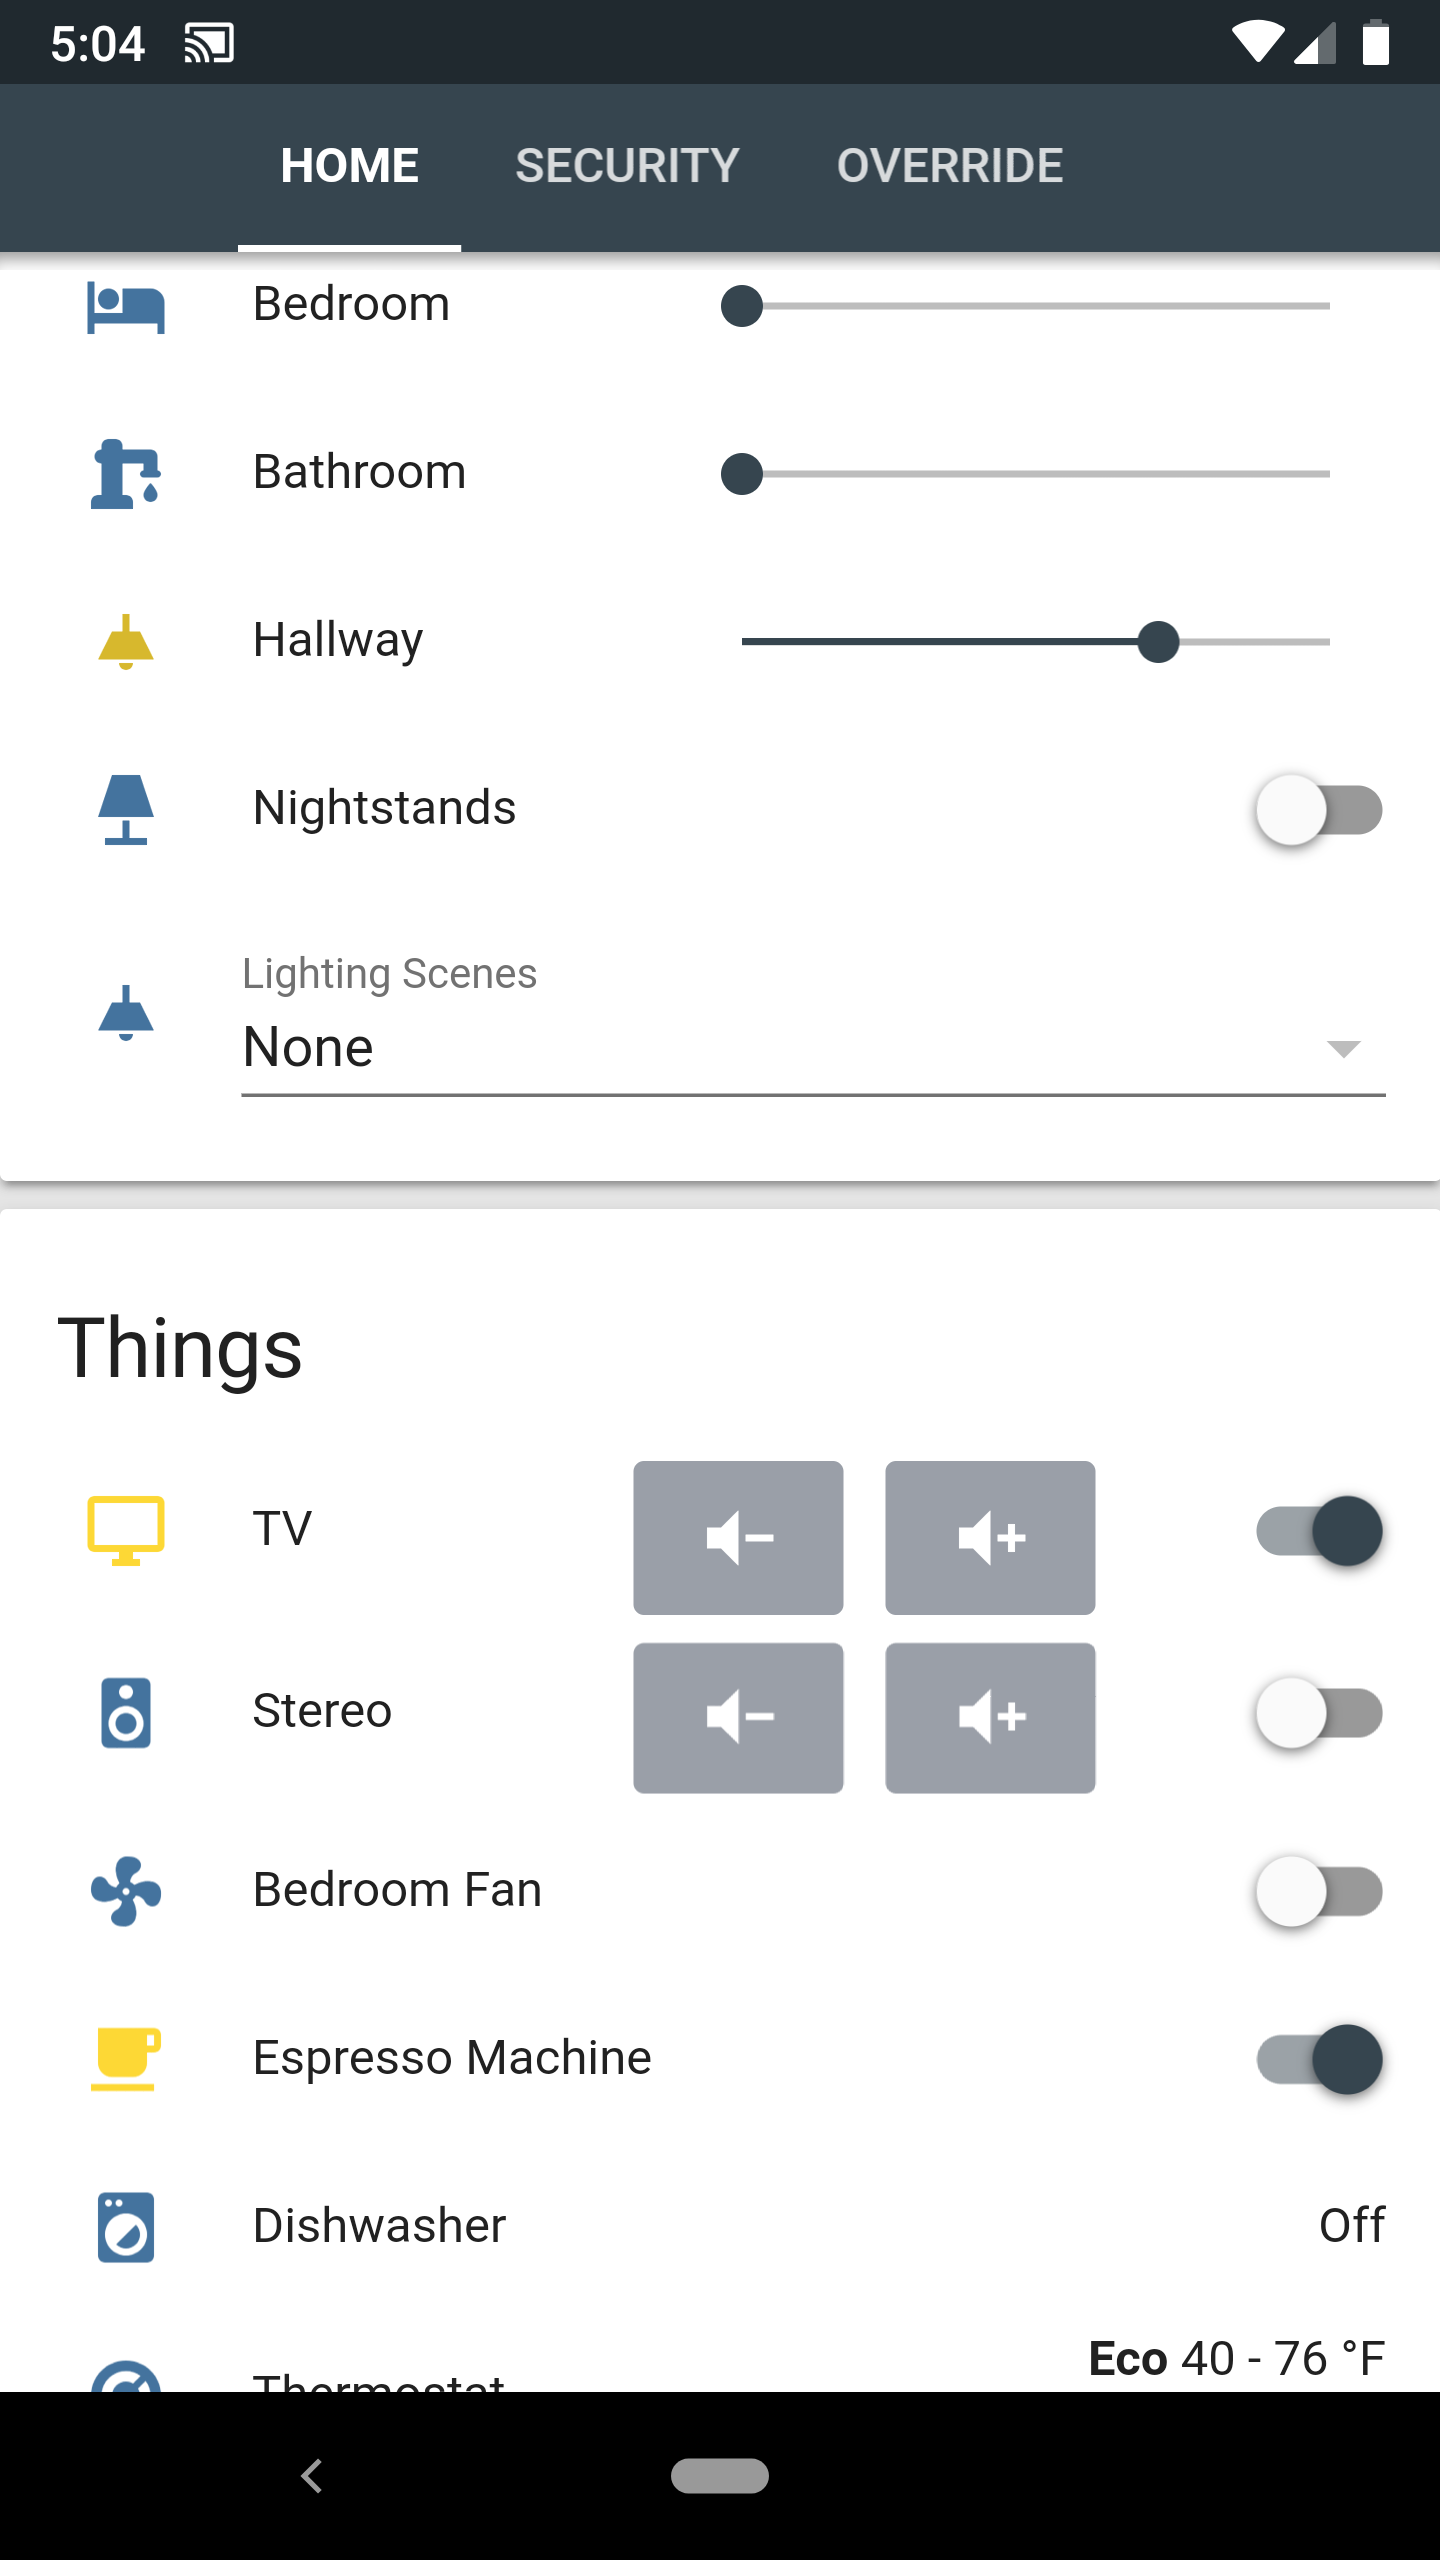 5:04
HOME SECURITY OVERRIDE
Bedroom
Bathroom
Hallway
Nightstands
Lighting Scenes
None
Things
TV
Stereo
Bedroom Fan
Espresso Machine
Dishwasher Off
Eco 40 - 76 °F
Thermostat